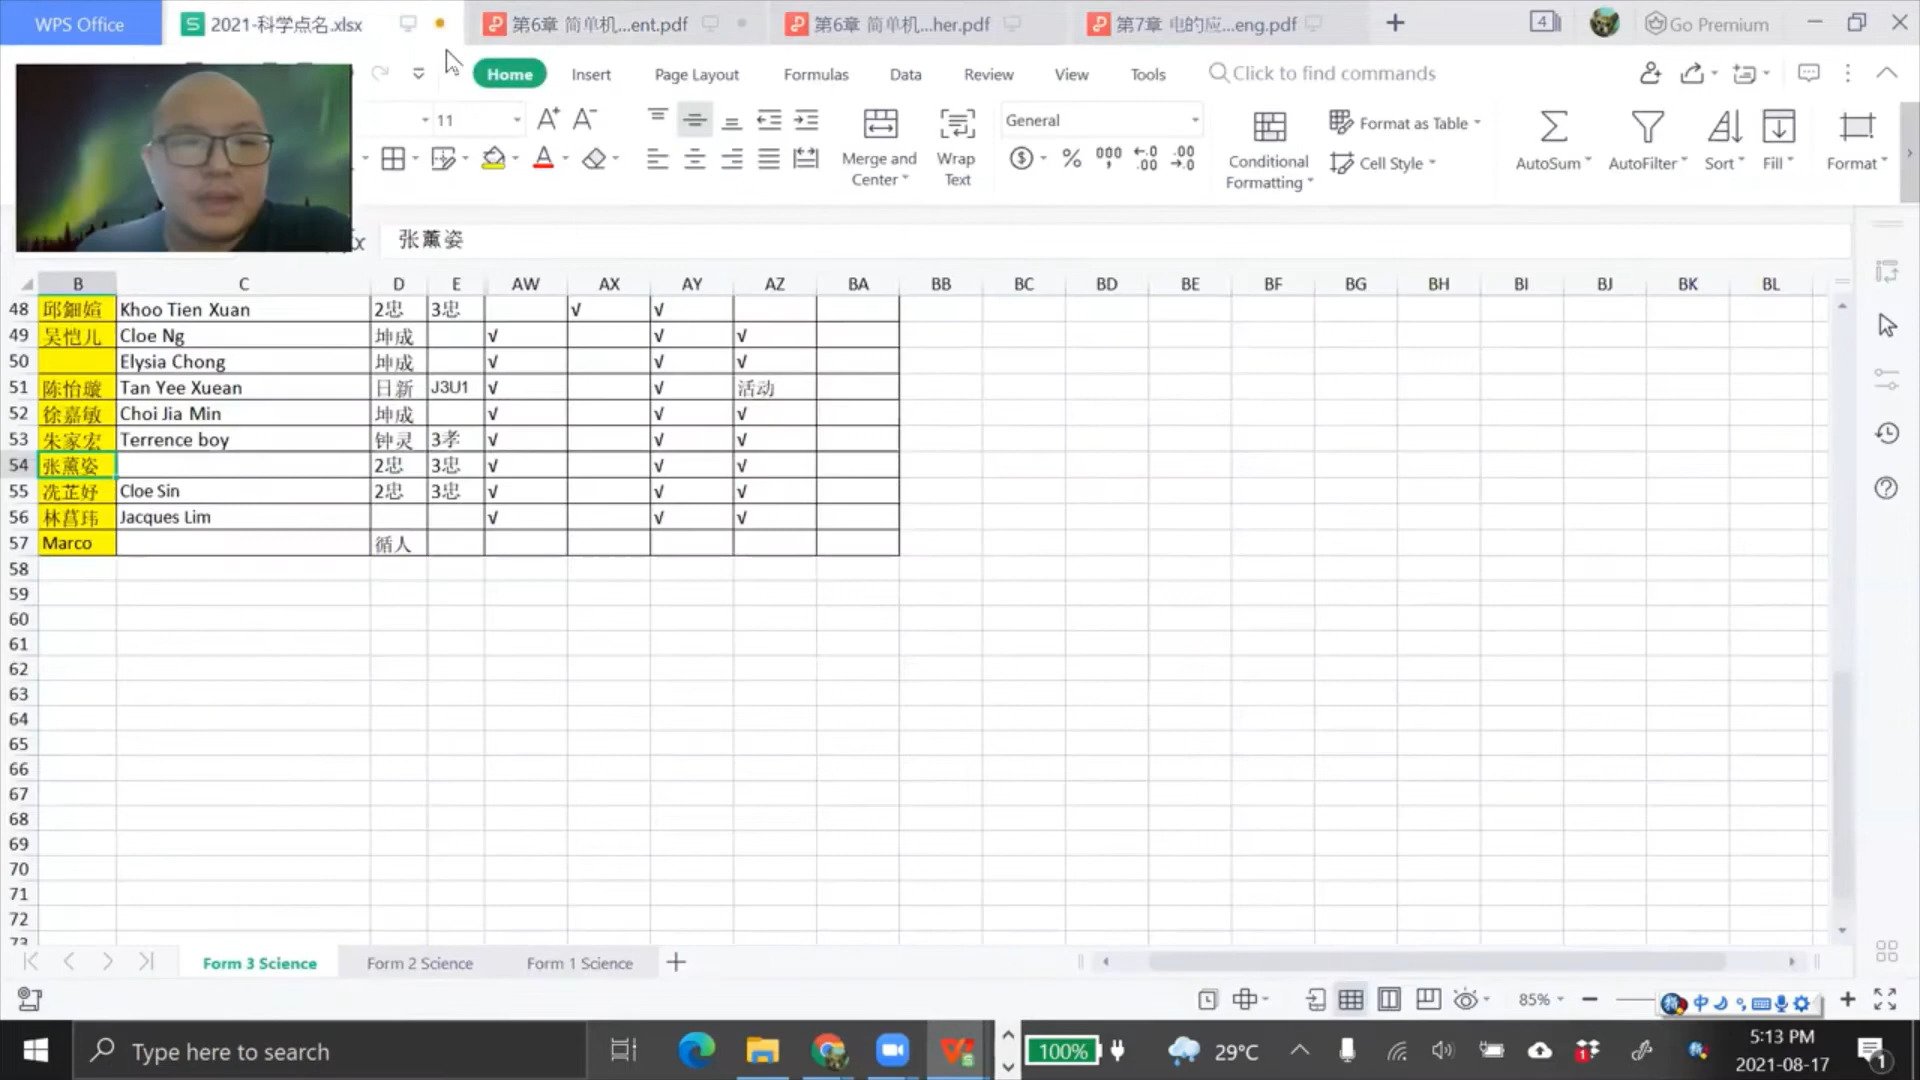 WPS Office
2021-科学点名.xlsx
第6章 简单机...ent.pdf
第6章 简单机...her.pdf
第7章 电的应...eng.pdf
4
Go Premium
Home Insert Page Layout Formulas Data Review View Tools Click to find commands
11 General Format as Table
Merge and Center Wrap Text Conditional Formatting Cell Style AutoSum AutoFilter Sort Fill Format
张薰姿
B C D E AW AX AY AZ BA BB BC BD BE BF BG BH BI BJ BK BL
48 邱鈿媗 Khoo Tien Xuan 2忠 3忠 √ √
49 吴恺儿 Cloe Ng 坤成 √ √ √
50 Elysia Chong 坤成 √ √ √
51 陈怡璇 Tan Yee Xuean 日新 J3U1 √ √ 活动
52 徐嘉敏 Choi Jia Min 坤成 √ √ √
53 朱家宏 Terrence boy 钟灵 3孝 √ √ √
54 张薰姿 2忠 3忠 √ √ √
55 冼芷妤 Cloe Sin 2忠 3忠 √ √ √
56 林菖玮 Jacques Lim √ √ √
57 Marco 循人
58
59
60
61
62
63
64
65
66
67
68
69
70
71
72
73
Form 3 Science Form 2 Science Form 1 Science
85%
中
Type here to search
100%
29°C
1
5:13 PM
2021-08-17
1